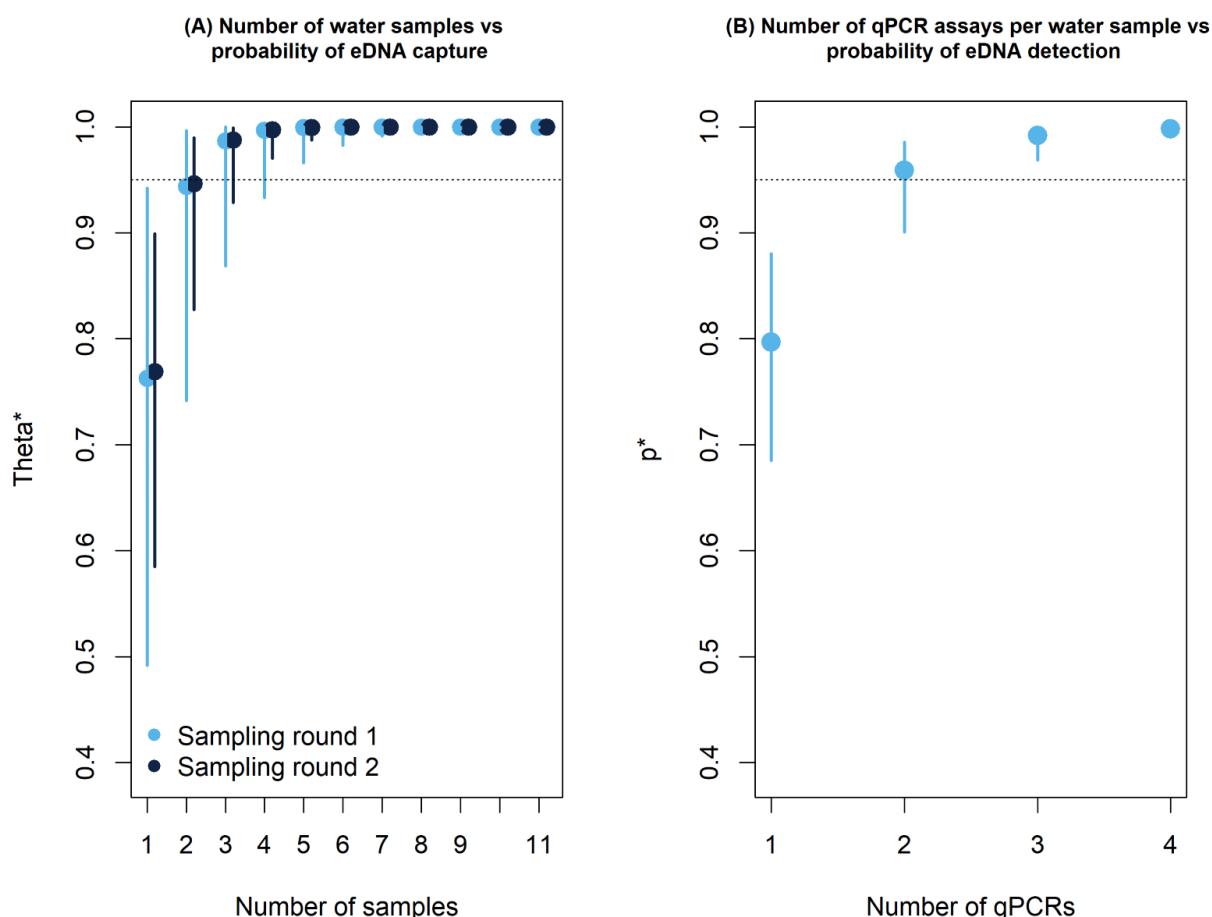 (A) Number of water samples vs
probability of eDNA capture
Theta*
1.0
0.9
0.8
0.7
0.6
0.5
0.4
Sampling round 1
Sampling round 2
1 2 3 4 5 6 7 8 9 11
Number of samples
(B) Number of qPCR assays per water sample vs
probability of eDNA detection
p*
1.0
0.9
0.8
0.7
0.6
0.5
0.4
1 2 3 4
Number of qPCRs